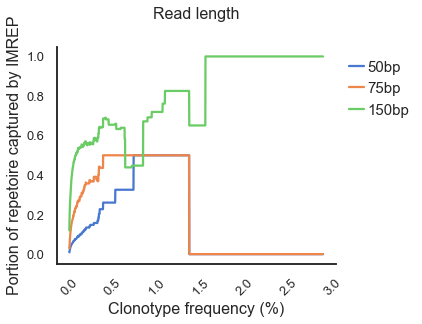 Read length
Portion of repetoire captured by IMREP
1.0
0.8
0.6
0.4
0.2
0.0
0.0
0.5
1.0
1.5
2.0
2.5
3.0
Clonotype frequency (%)
50bp
75bp
150bp